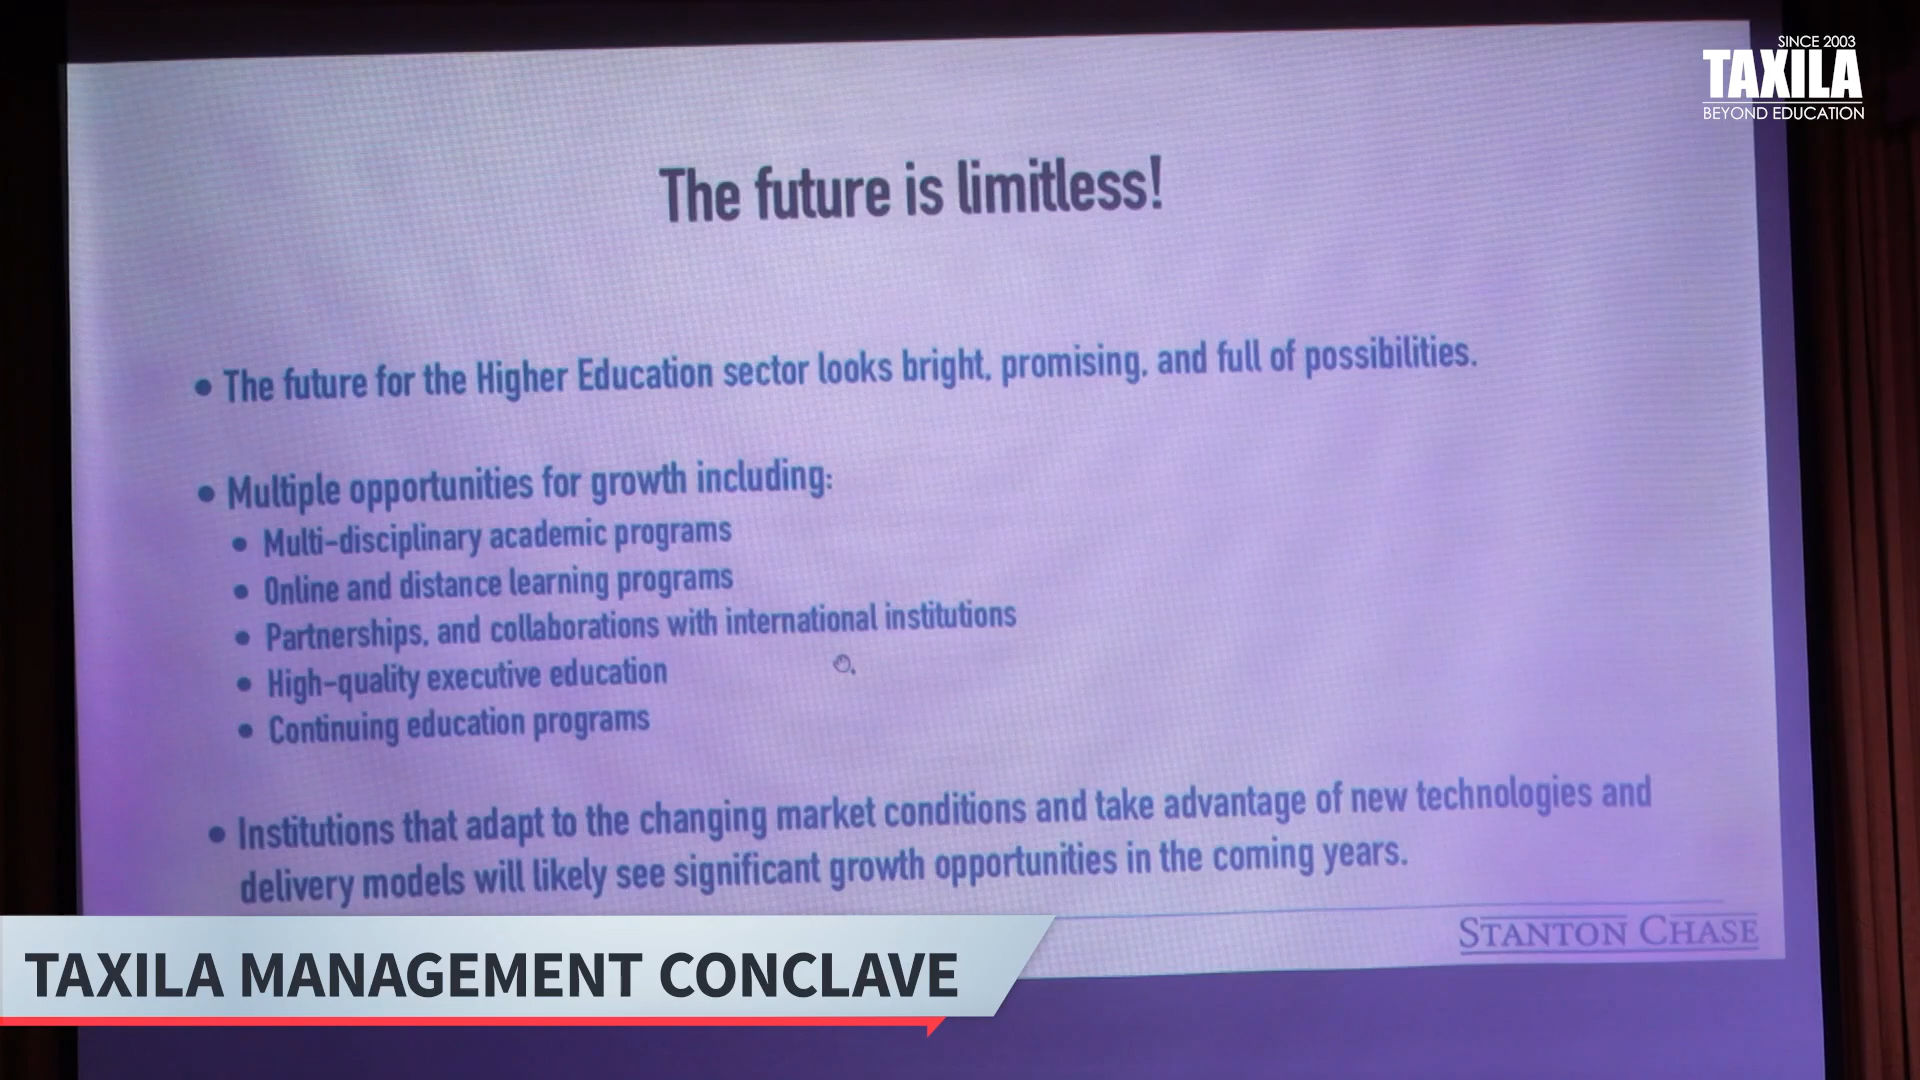 SINCE 2003
TAXILA
BEYOND EDUCATION
The future is limitless!
• The future for the Higher Education sector looks bright, promising, and full of possibilities.
• Multiple opportunities for growth including:
• Multi-disciplinary academic programs
• Online and distance learning programs
• Partnerships, and collaborations with international institutions
• High-quality executive education
• Continuing education programs
• Institutions that adapt to the changing market conditions and take advantage of new technologies and
delivery models will likely see significant growth opportunities in the coming years.
STANTON CHASE
TAXILA MANAGEMENT CONCLAVE